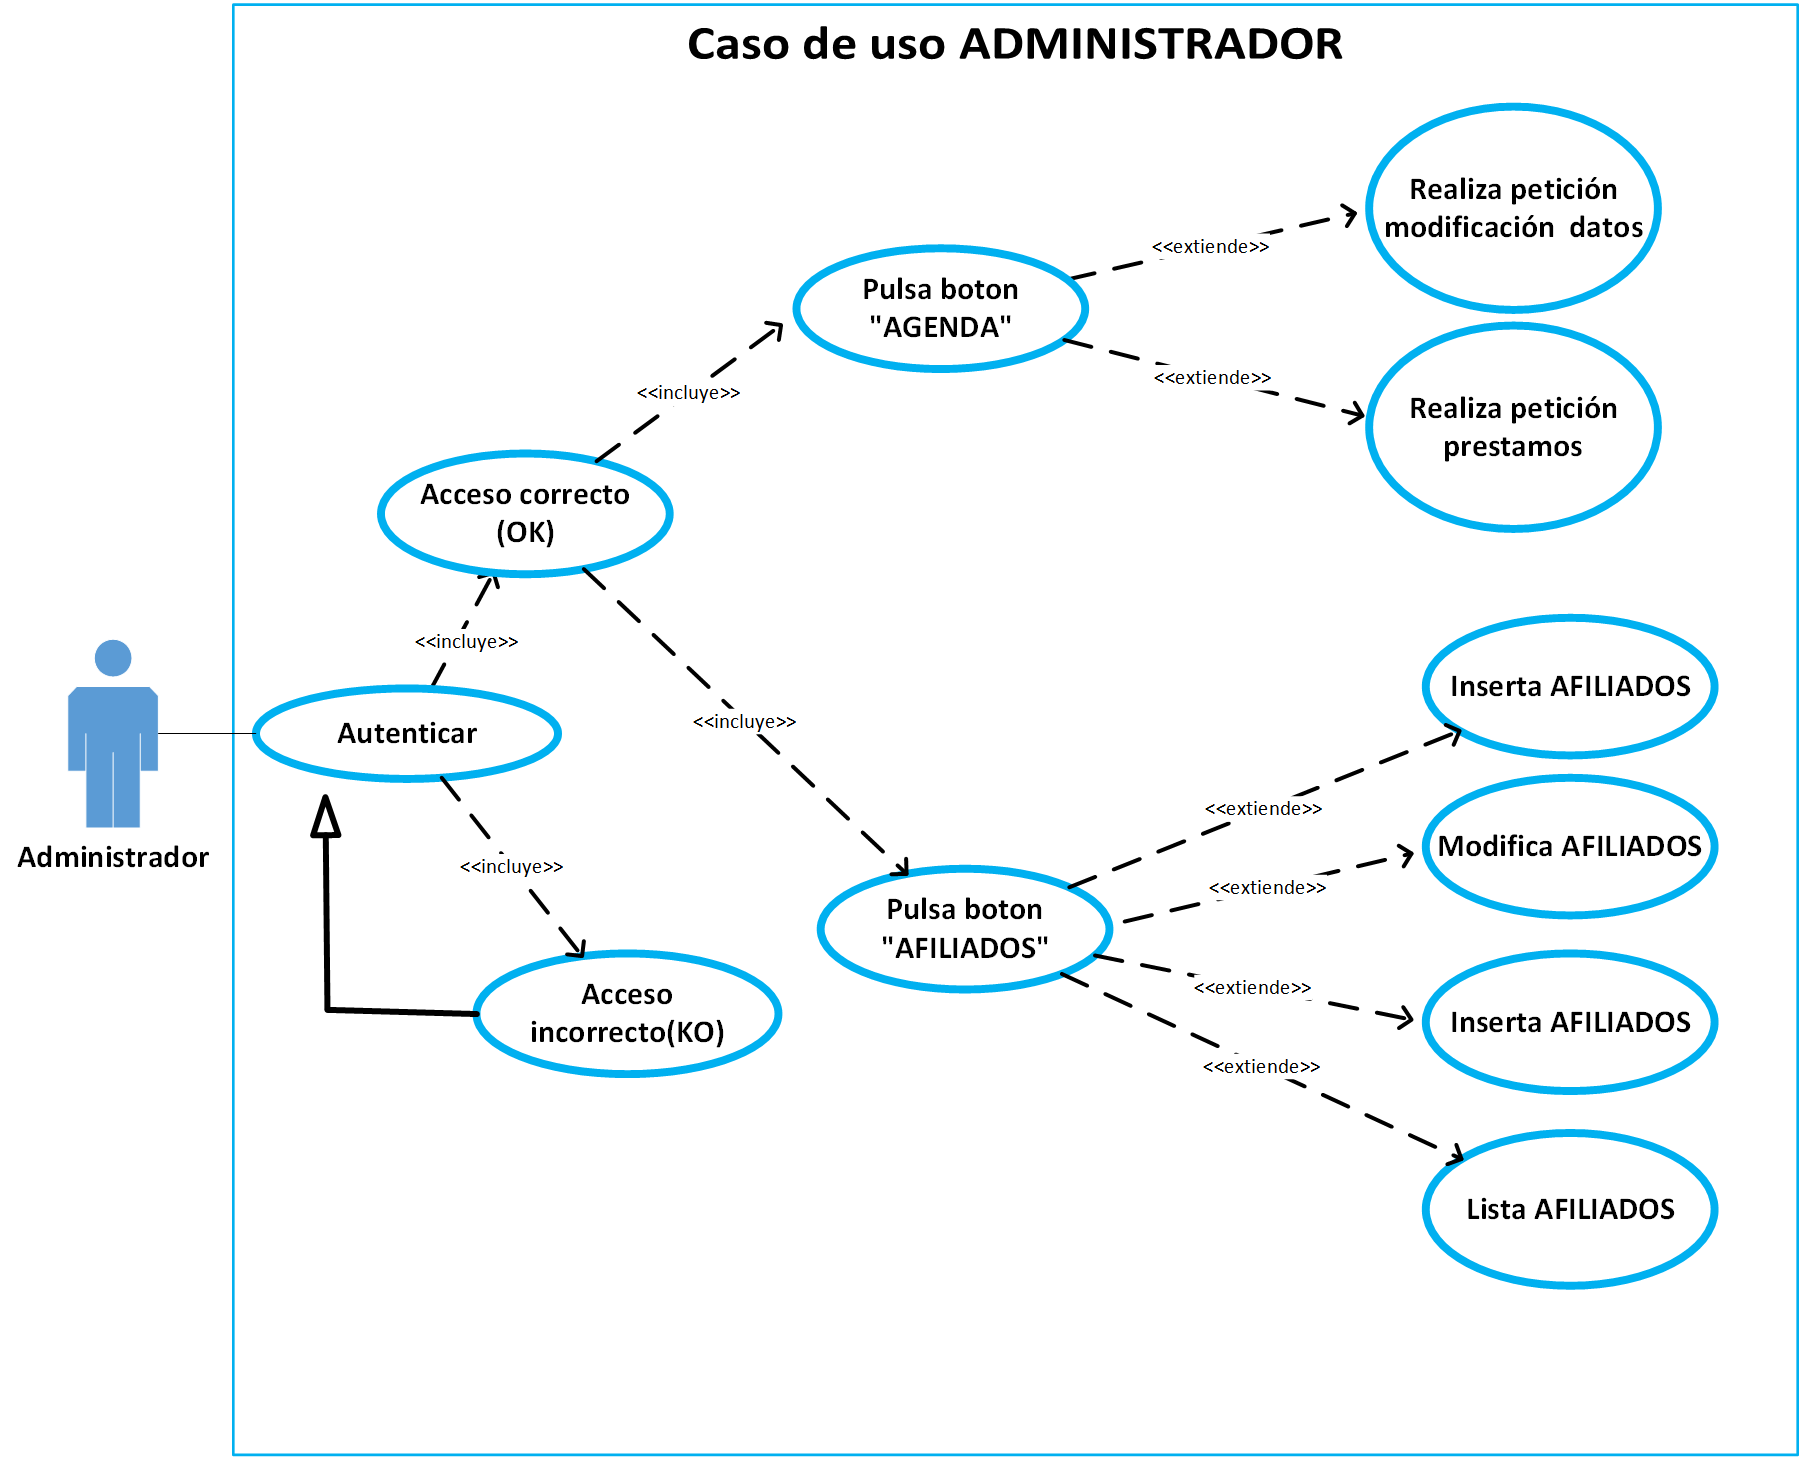 Caso de uso ADMINISTRADOR
Realiza petición
modificación  datos
<<extiende>>
Pulsa boton
"AGENDA"
<<extiende>>
Realiza petición
prestamos
<<incluye>>
Acceso correcto
(OK)
<<incluye>>
<<incluye>>
Autenticar
Administrador
<<incluye>>
Acceso
incorrecto(KO)
Pulsa boton
"AFILIADOS"
<<extiende>>
Inserta AFILIADOS
<<extiende>>
Modifica AFILIADOS
<<extiende>>
Inserta AFILIADOS
<<extiende>>
Lista AFILIADOS